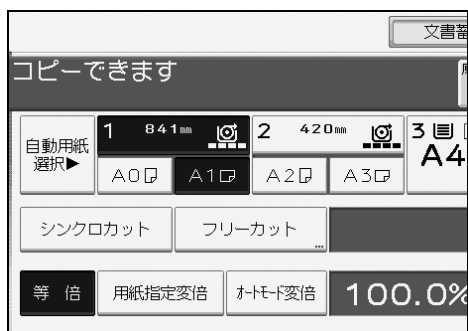 文書蓄
コピーできます
自動用紙
選択▶
1 841mm
2 420mm
3
A4
A0 A1 A2 A3
シンクロカット フリーカット
等倍 用紙指定変倍 ｵｰﾄﾓｰﾄﾞ変倍 100.0%